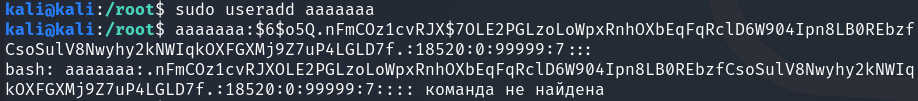 kali@kali:/root$ sudo useradd aaaaaaa
kali@kali:/root$ aaaaaaa:$6$o5Q.nFmCOz1cvRJX$7OLE2PGLzoLoWpxRnhOXbEqFqRclD6W904Ipn8LB0REbzf
CsoSulV8Nwyhy2kNWIqkOXFGXMj9Z7uP4LGLD7f.:18520:0:99999:7:::
bash: aaaaaaa:.nFmCOz1cvRJXOLE2PGLzoLoWpxRnhOXbEqFqRclD6W904Ipn8LB0REbzfCsoSulV8Nwyhy2kNWIq
kOXFGXMj9Z7uP4LGLD7f.:18520:0:99999:7:::: команда не найдена